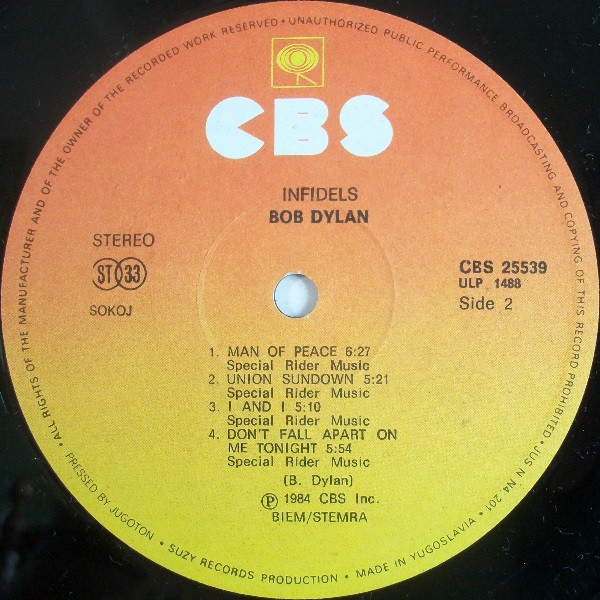 • ALL RIGHTS OF THE MANUFACTURER AND OF THE OWNER OF THE RECORDED WORK RESERVED • UNAUTHORIZED PUBLIC PERFORMANCE BROADCASTING AND COPYING OF THIS RECORD PROHIBITED • JUS N N4 201
CBS
INFIDELS
BOB DYLAN
STEREO
ST 33
SOKOJ
CBS 25539
ULP 1488
Side 2
1. MAN OF PEACE 6:27
Special Rider Music
2. UNION SUNDOWN 5:21
Special Rider Music
3. I AND I 5:10
Special Rider Music
4. DON'T FALL APART ON
ME TONIGHT 5:54
Special Rider Music
(B. Dylan)
Ⓟ 1984 CBS Inc.
BIEM/STEMRA
• PRESSED BY JUGOTON • SUZY RECORDS PRODUCTION • MADE IN YUGOSLAVIA •